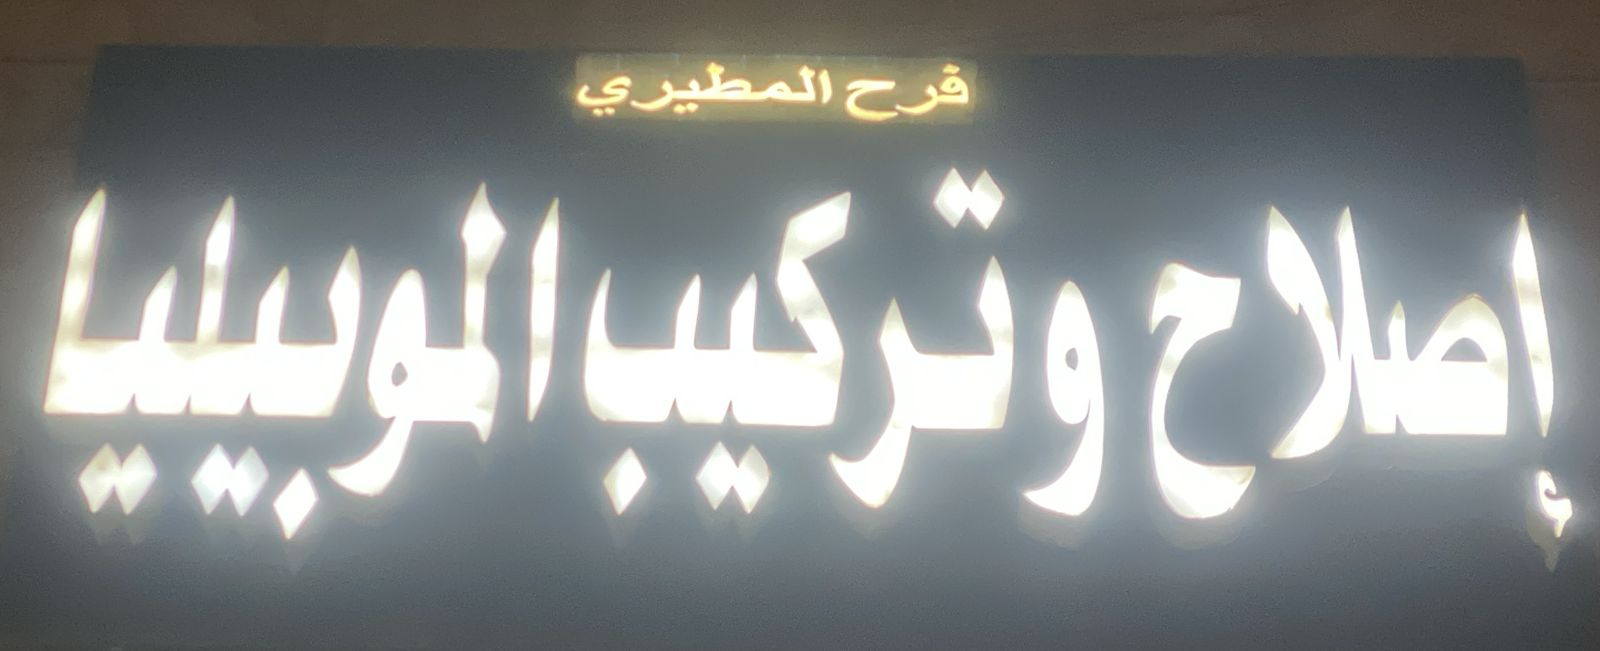 فرح المطيري
إصلاح وتركيب الموبيليا